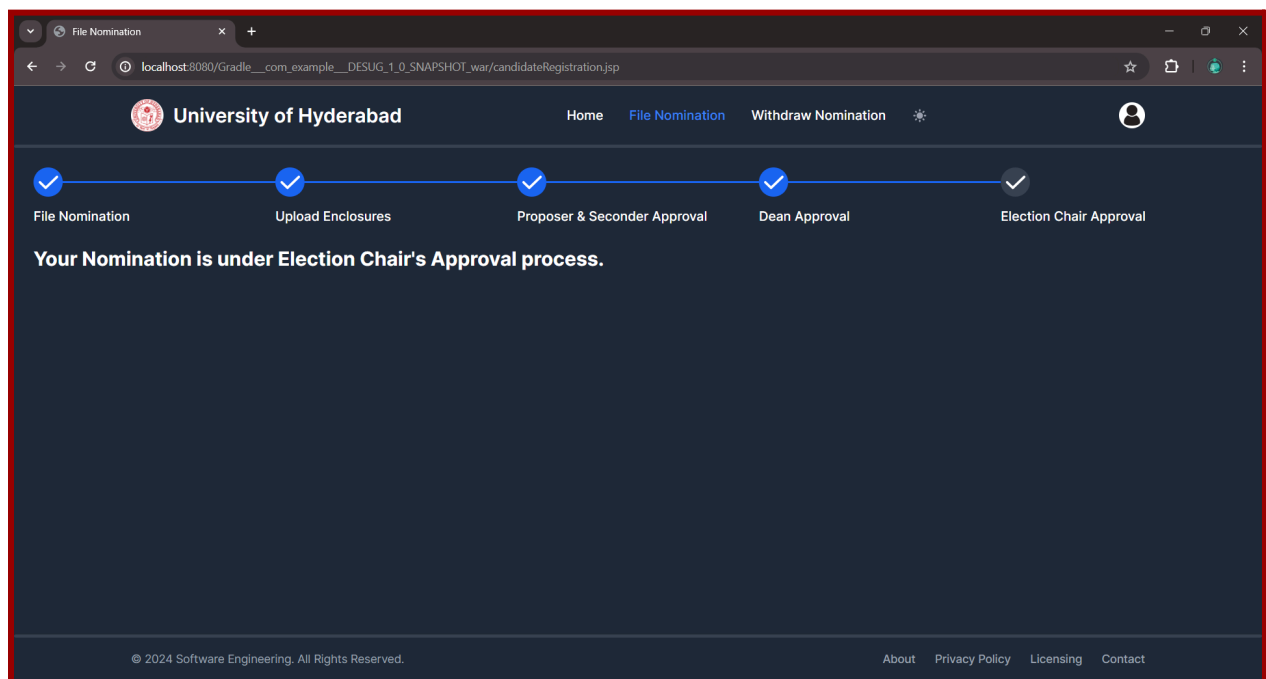 File Nomination
localhost:8080/Gradle___com_example___DESUG_1_0_SNAPSHOT_war/candidateRegistration.jsp
University of Hyderabad Home File Nomination Withdraw Nomination
File Nomination Upload Enclosures Proposer & Seconder Approval Dean Approval Election Chair Approval
Your Nomination is under Election Chair's Approval process.
© 2024 Software Engineering. All Rights Reserved. About Privacy Policy Licensing Contact